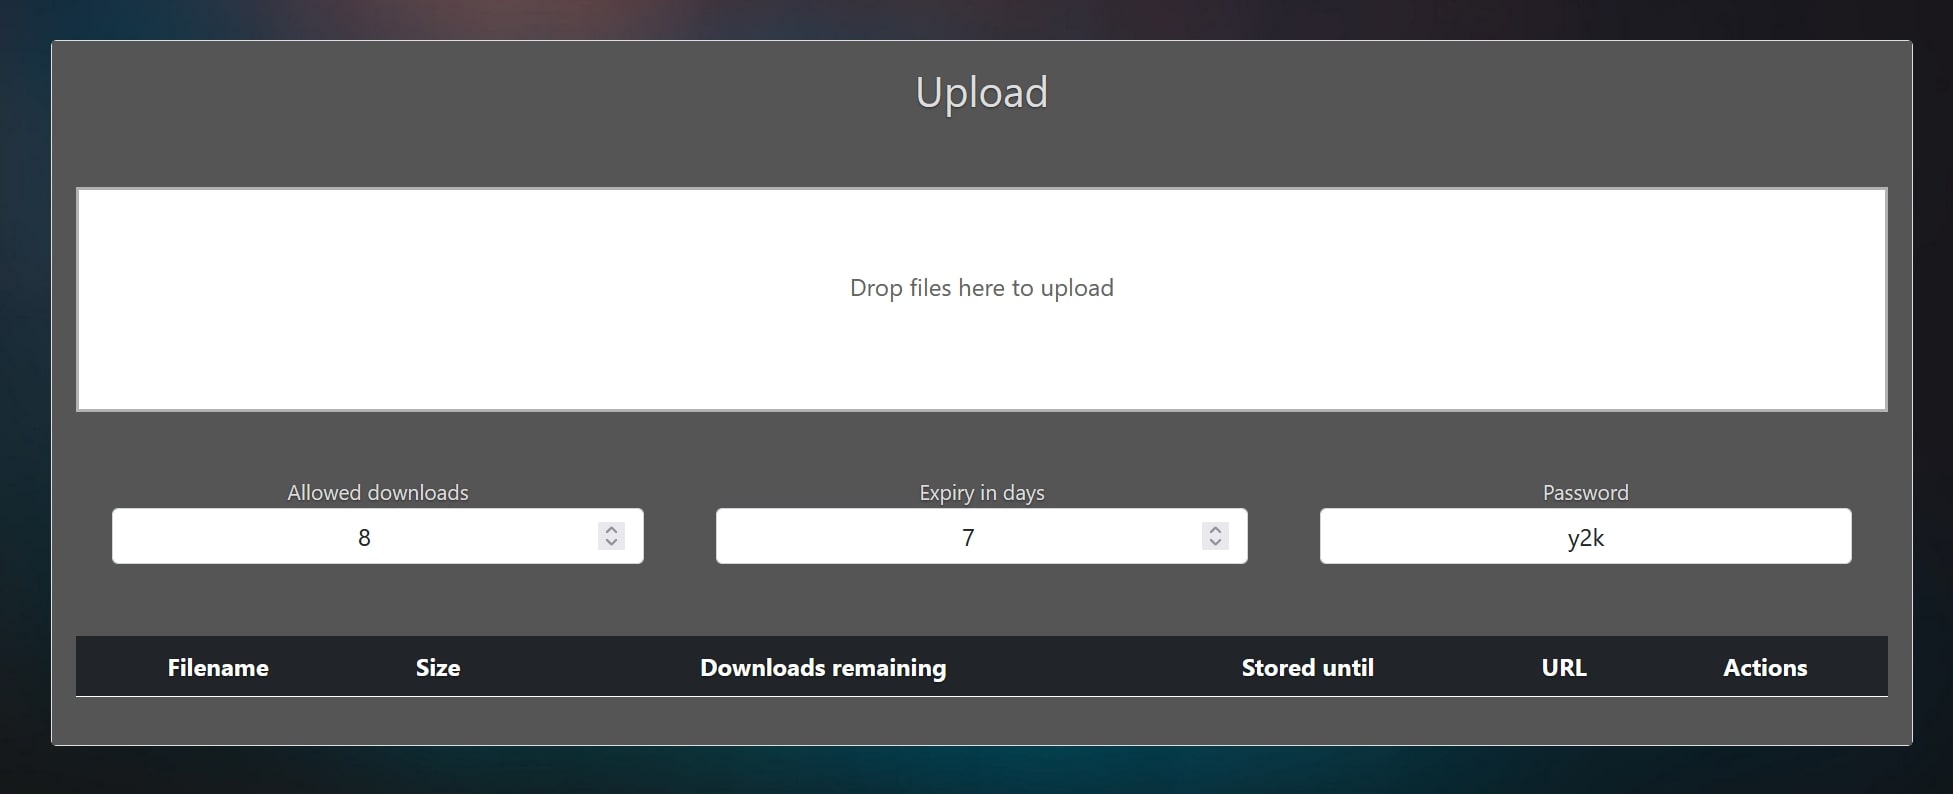 Upload
Drop files here to upload
Allowed downloads Expiry in days Password
8 7 y2k
Filename Size Downloads remaining Stored until URL Actions